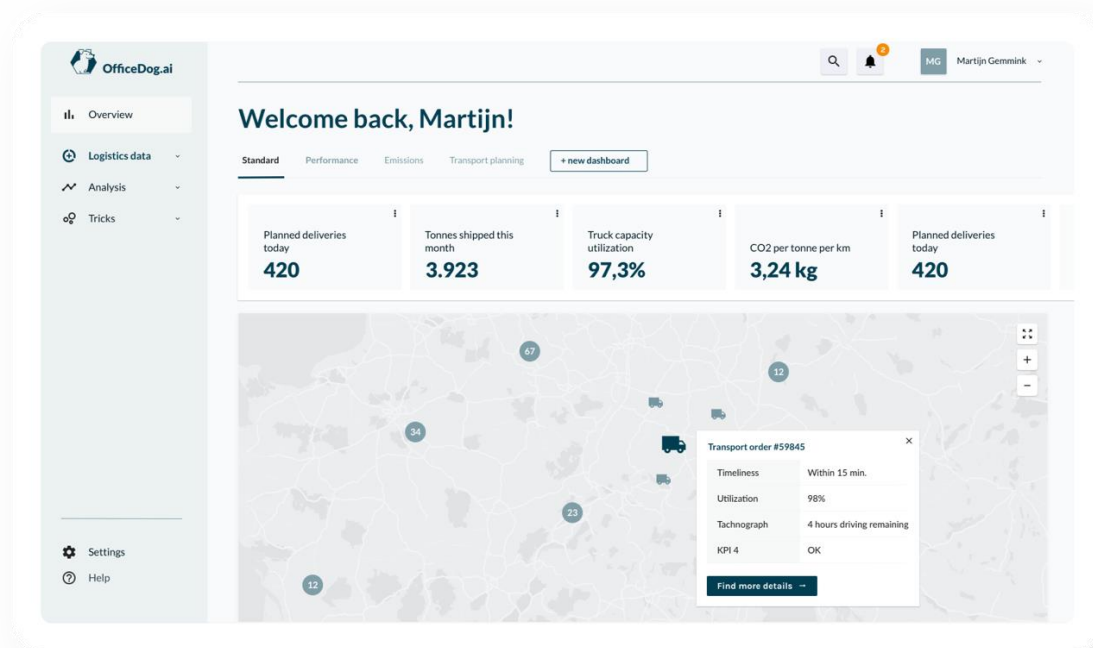 OfficeDog.ai
2
MG Martijn Gemmink
Overview
Logistics data
Analysis
Tricks
Settings
Help
Welcome back, Martijn!
Standard Performance Emissions Transport planning + new dashboard
Planned deliveries
today
420
Tonnes shipped this
month
3.923
Truck capacity
utilization
97,3%
CO2 per tonne per km
3,24 kg
Planned deliveries
today
420
67
12
34
23
12
+
−
Transport order #59845 ×
Timeliness Within 15 min.
Utilization 98%
Tachnograph 4 hours driving remaining
KPI 4 OK
Find more details →